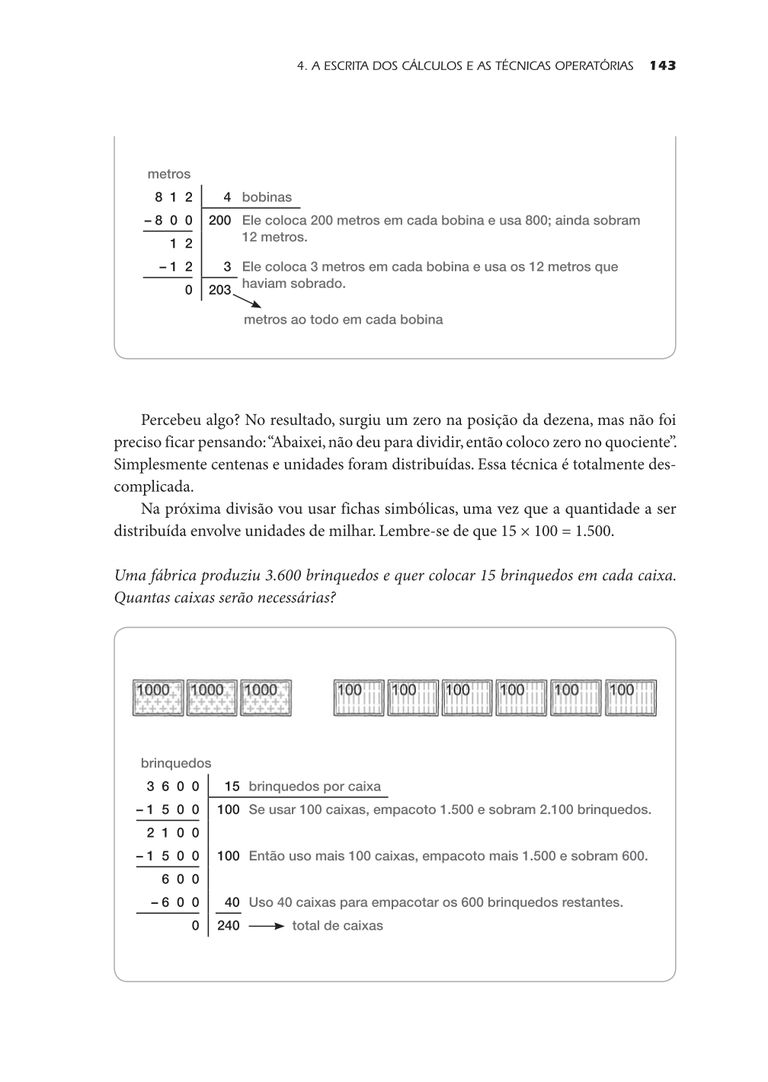 4. A ESCRITA DOS CÁLCULOS E AS TÉCNICAS OPERATÓRIAS 143
metros
8 1 2 4 bobinas
– 8 0 0 200 Ele coloca 200 metros em cada bobina e usa 800; ainda sobram
1 2 12 metros.
– 1 2 3 Ele coloca 3 metros em cada bobina e usa os 12 metros que
0 203 haviam sobrado.
metros ao todo em cada bobina
Percebeu algo? No resultado, surgiu um zero na posição da dezena, mas não foi
preciso ficar pensando: “Abaixei, não deu para dividir, então coloco zero no quociente”.
Simplesmente centenas e unidades foram distribuídas. Essa técnica é totalmente des-
complicada.
Na próxima divisão vou usar fichas simbólicas, uma vez que a quantidade a ser
distribuída envolve unidades de milhar. Lembre-se de que 15 × 100 = 1.500.
Uma fábrica produziu 3.600 brinquedos e quer colocar 15 brinquedos em cada caixa.
Quantas caixas serão necessárias?
1000 1000 1000 100 100 100 100 100 100
brinquedos
3 6 0 0 15 brinquedos por caixa
– 1 5 0 0 100 Se usar 100 caixas, empacoto 1.500 e sobram 2.100 brinquedos.
2 1 0 0
– 1 5 0 0 100 Então uso mais 100 caixas, empacoto mais 1.500 e sobram 600.
6 0 0
– 6 0 0 40 Uso 40 caixas para empacotar os 600 brinquedos restantes.
0 240 total de caixas